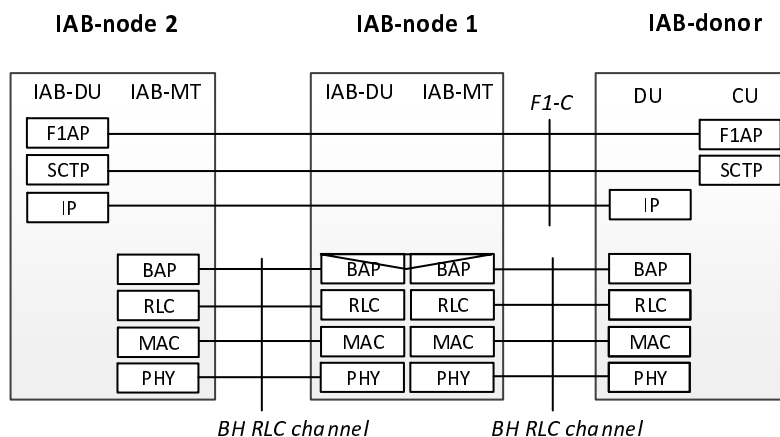 IAB-node 2 IAB-node 1 IAB-donor
IAB-DU IAB-MT IAB-DU IAB-MT F1-C DU CU
F1AP F1AP
SCTP SCTP
IP IP
BAP BAP BAP BAP
RLC RLC RLC RLC
MAC MAC MAC MAC
PHY PHY PHY PHY
BH RLC channel BH RLC channel